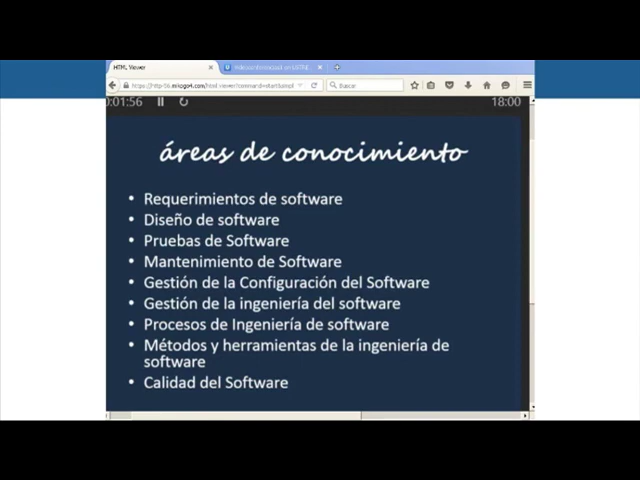 HTML Viewer
Buscar
0:01:56
18:00
áreas de conocimiento
• Requerimientos de software
• Diseño de software
• Pruebas de Software
• Mantenimiento de Software
• Gestión de la Configuración del Software
• Gestión de la ingeniería del software
• Procesos de Ingeniería de software
• Métodos y herramientas de la ingeniería de
software
• Calidad del Software